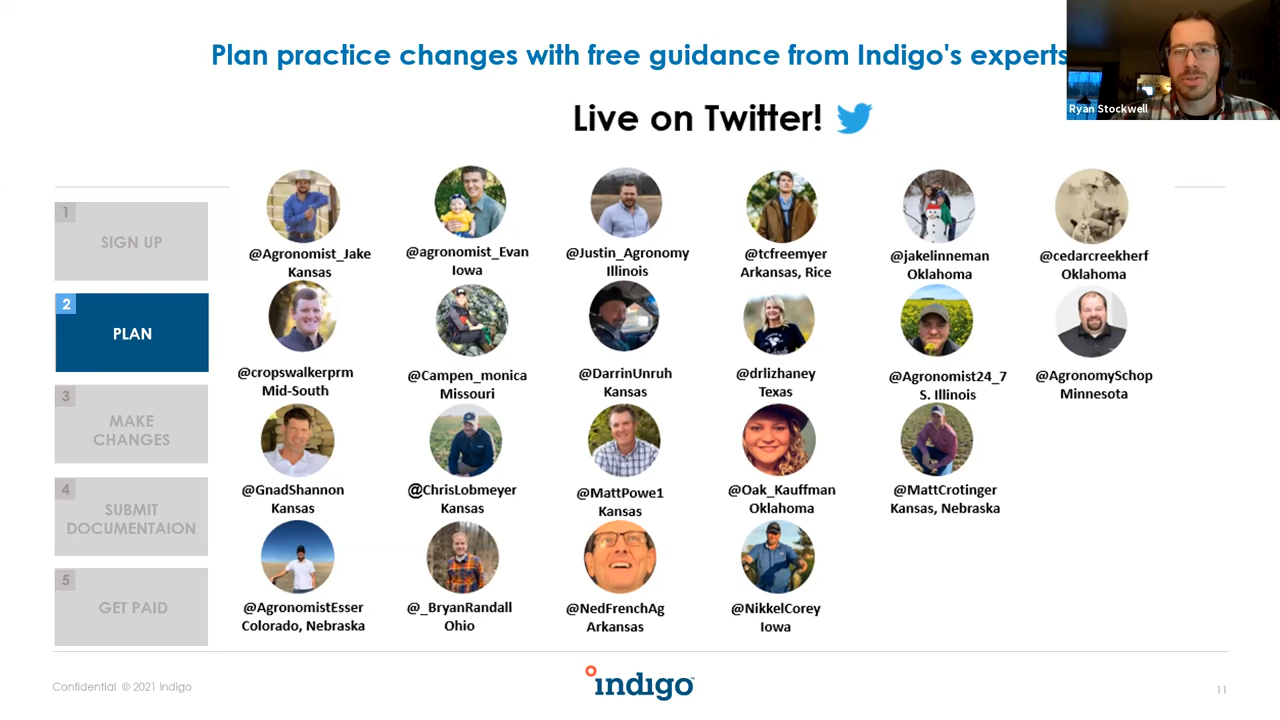 Plan practice changes with free guidance from Indigo's experts
Ryan Stockwell
Live on Twitter!
1
SIGN UP
2
PLAN
3
MAKE
CHANGES
4
SUBMIT
DOCUMENTAION
5
GET PAID
@Agronomist_Jake
Kansas
@agronomist_Evan
Iowa
@Justin_Agronomy
Illinois
@tcfreemyer
Arkansas, Rice
@jakelinneman
Oklahoma
@cedarcreekherf
Oklahoma
@cropswalkerprm
Mid-South
@Campen_monica
Missouri
@DarrinUnruh
Kansas
@drlizhaney
Texas
@Agronomist24_7
S. Illinois
@AgronomySchop
Minnesota
@GnadShannon
Kansas
@ChrisLobmeyer
Kansas
@MattPowe1
Kansas
@Oak_Kauffman
Oklahoma
@MattCrotinger
Kansas, Nebraska
@AgronomistEsser
Colorado, Nebraska
@_BryanRandall
Ohio
@NedFrenchAg
Arkansas
@NikkelCorey
Iowa
Confidential © 2021 Indigo
indigo
11